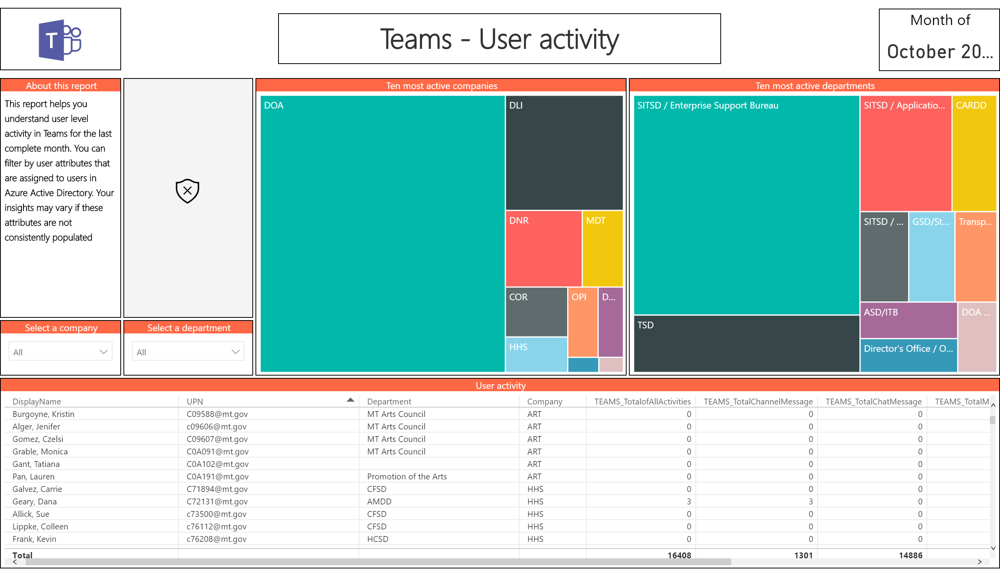 T
Teams - User activity
Month of
October 20...
About this report
This report helps you
understand user level
activity in Teams for the last
complete month. You can
filter by user attributes that
are assigned to users in
Azure Active Directory. Your
insights may vary if these
attributes are not
consistently populated
Select a company
All
Select a department
All
Ten most active companies
DOA
DLI
DNR
MDT
COR
OPI
D...
HHS
Ten most active departments
SITSD / Enterprise Support Bureau
SITSD / Applicatio...
CARDD
SITSD / ...
GSD/St...
Transp...
TSD
ASD/ITB
DOA ...
Director's Office / O...
User activity
DisplayName UPN Department Company TEAMS_TotalofAllActivities TEAMS_TotalChannelMessage TEAMS_TotalChatMessage TEAMS_TotalM
Burgoyne, Kristin C09588@mt.gov MT Arts Council ART 0 0 0
Alger, Jenifer c09606@mt.gov MT Arts Council ART 0 0 0
Gomez, Czelsi C09607@mt.gov MT Arts Council ART 0 0 0
Grable, Monica C0A091@mt.gov MT Arts Council ART 0 0 0
Gant, Tatiana C0A102@mt.gov ART 0 0 0
Pan, Lauren C0A191@mt.gov Promotion of the Arts ART 0 0 0
Galvez, Carrie C71894@mt.gov CFSD HHS 0 0 0
Geary, Dana C72131@mt.gov AMDD HHS 3 3 0
Allick, Sue c73500@mt.gov CFSD HHS 0 0 0
Lippke, Colleen c76112@mt.gov CFSD HHS 0 0 0
Frank, Kevin c76208@mt.gov HCSD HHS 0 0 0
Total 16408 1301 14886